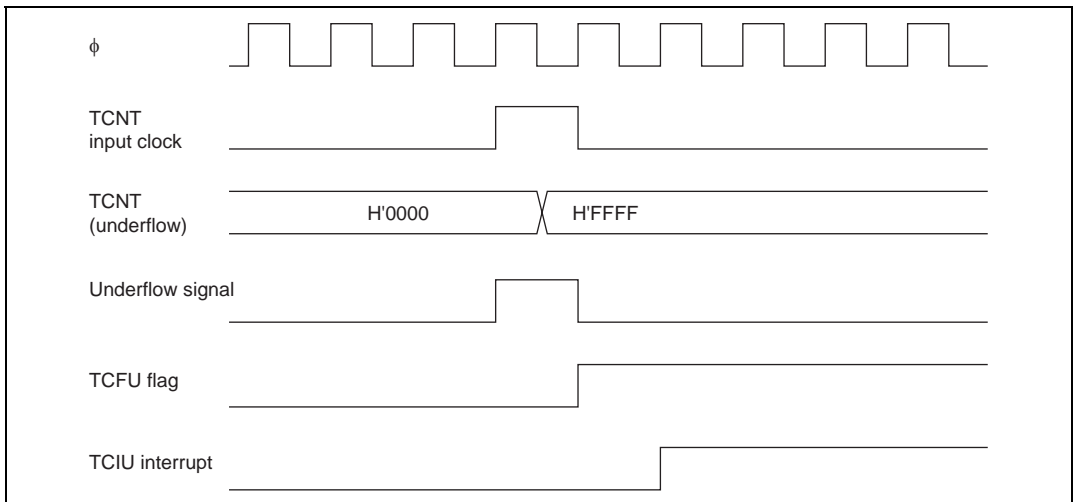 ϕ
TCNT
input clock
TCNT
(underflow)
H'0000
H'FFFF
Underflow signal
TCFU flag
TCIU interrupt